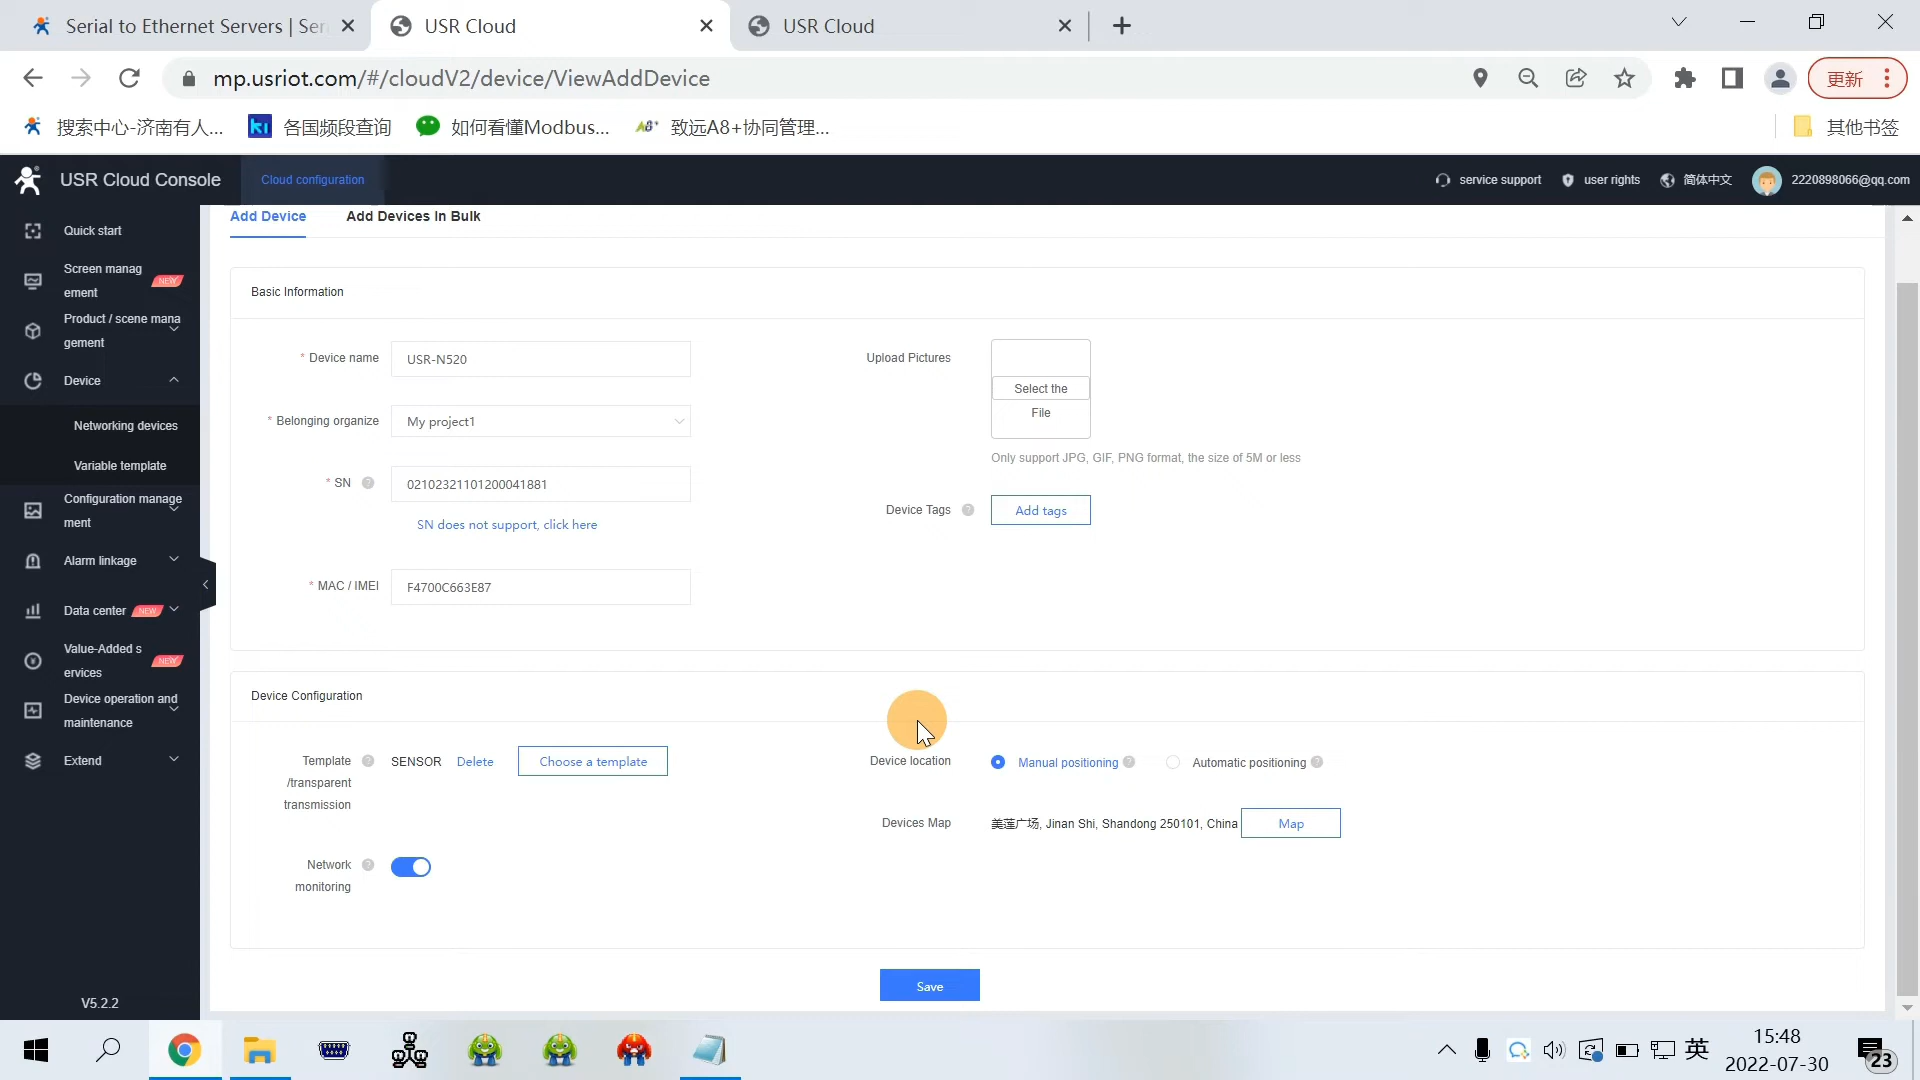 Serial to Ethernet Servers | Ser
USR Cloud
USR Cloud
mp.usriot.com/#/cloudV2/device/ViewAddDevice
更新
搜索中心-济南有人...
各国频段查询
如何看懂Modbus...
致远A8+协同管理...
其他书签
USR Cloud Console
Cloud configuration
service support
user rights
简体中文
2220898066@qq.com
Quick start
Screen manag
ement
NEW
Product / scene mana
gement
Device
Networking devices
Variable template
Configuration manage
ment
Alarm linkage
Data center
NEW
Value-Added s
ervices
NEW
Device operation and
maintenance
Extend
V5.2.2
Add Device
Add Devices In Bulk
Basic Information
* Device name
USR-N520
* Belonging organize
My project1
* SN
02102321101200041881
SN does not support, click here
* MAC / IMEI
F4700C663E87
Upload Pictures
Select the
File
Only support JPG, GIF, PNG format, the size of 5M or less
Device Tags
Add tags
Device Configuration
Template
/transparent
transmission
SENSOR
Delete
Choose a template
Network
monitoring
Device location
Manual positioning
Automatic positioning
Devices Map
美莲广场, Jinan Shi, Shandong 250101, China
Map
Save
英
15:48
2022-07-30
23